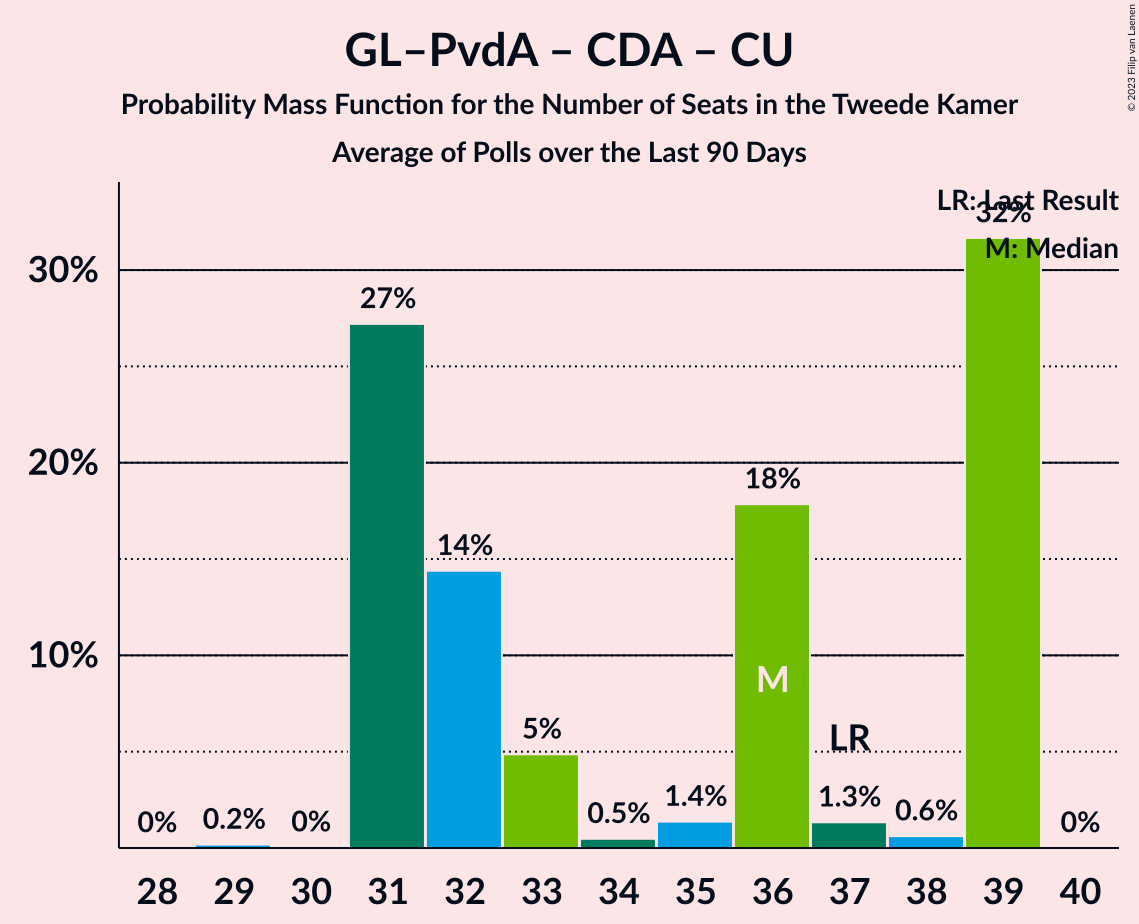 GL–PvdA – CDA – CU
Probability Mass Function for the Number of Seats in the Tweede Kamer
Average of Polls over the Last 90 Days
© 2023 Filip van Laenen
LR: Last Result
M: Median
30%
20%
10%
0%
0.2%
0%
27%
14%
5%
0.5%
1.4%
18%
1.3%
0.6%
32%
0%
M
LR
28 29 30 31 32 33 34 35 36 37 38 39 40